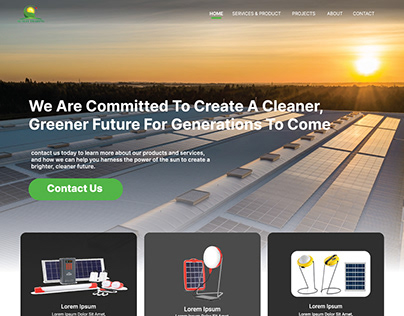 HOME SERVICES & PRODUCT PROJECTS ABOUT CONTACT
We Are Committed To Create A Cleaner,
Greener Future For Generations To Come
contact us today to learn more about our products and services,
and how we can help you harness the power of the sun to create a
brighter, cleaner future.
Contact Us
Lorem Ipsum Lorem Ipsum Lorem Ipsum
Lorem Ipsum Dolor Sit Amet, Lorem Ipsum Dolor Sit Amet, Lorem Ipsum Dolor Sit Amet,